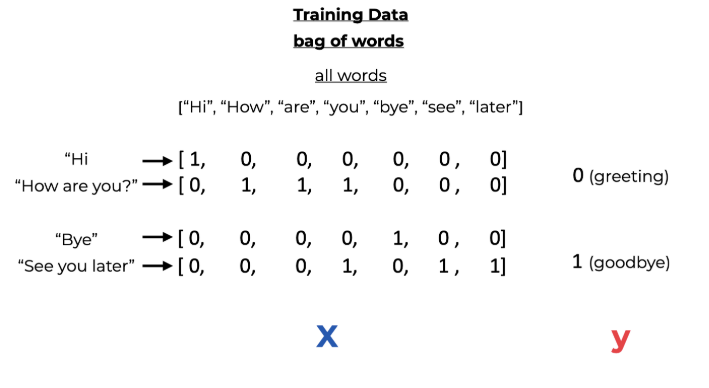 Training Data
bag of words
all words
["Hi", "How", "are", "you", "bye", "see", "later"]
"Hi → [ 1, 0, 0, 0, 0, 0 , 0]
"How are you?" → [ 0, 1, 1, 1, 0, 0 , 0] 0 (greeting)
"Bye" → [ 0, 0, 0, 0, 1, 0 , 0]
"See you later" → [ 0, 0, 0, 1, 0, 1 , 1] 1 (goodbye)
X y